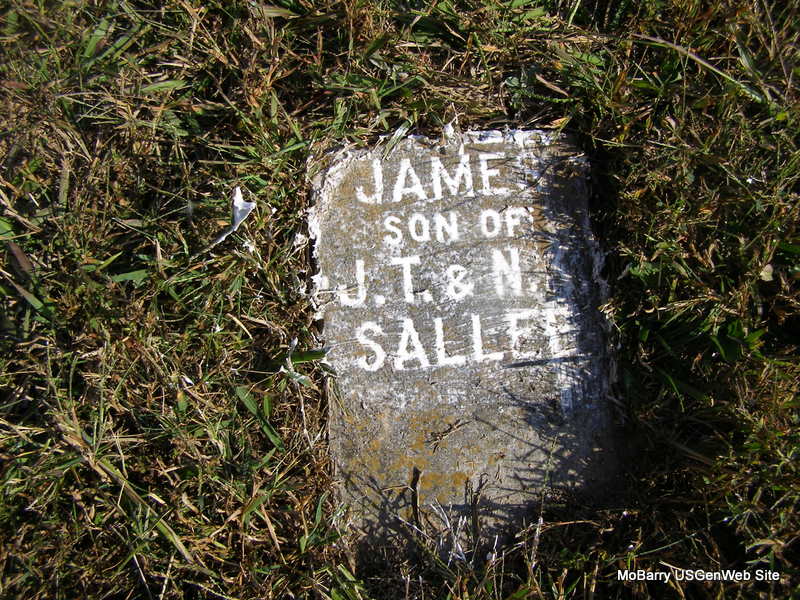 JAMES
SON OF
J. T. & N.
SALLEE
MoBarry USGenWeb Site